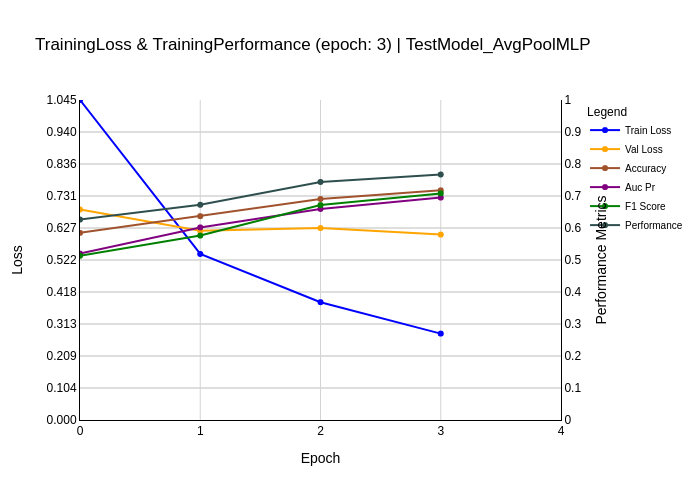 TrainingLoss & TrainingPerformance (epoch: 3) | TestModel_AvgPoolMLP
Legend
Train Loss
Val Loss
Accuracy
Auc Pr
F1 Score
Performance
Loss
1.045
0.940
0.836
0.731
0.627
0.522
0.418
0.313
0.209
0.104
0.000
1
0.9
0.8
0.7
0.6
0.5
0.4
0.3
0.2
0.1
0
Performance Metrics
0 1 2 3 4
Epoch